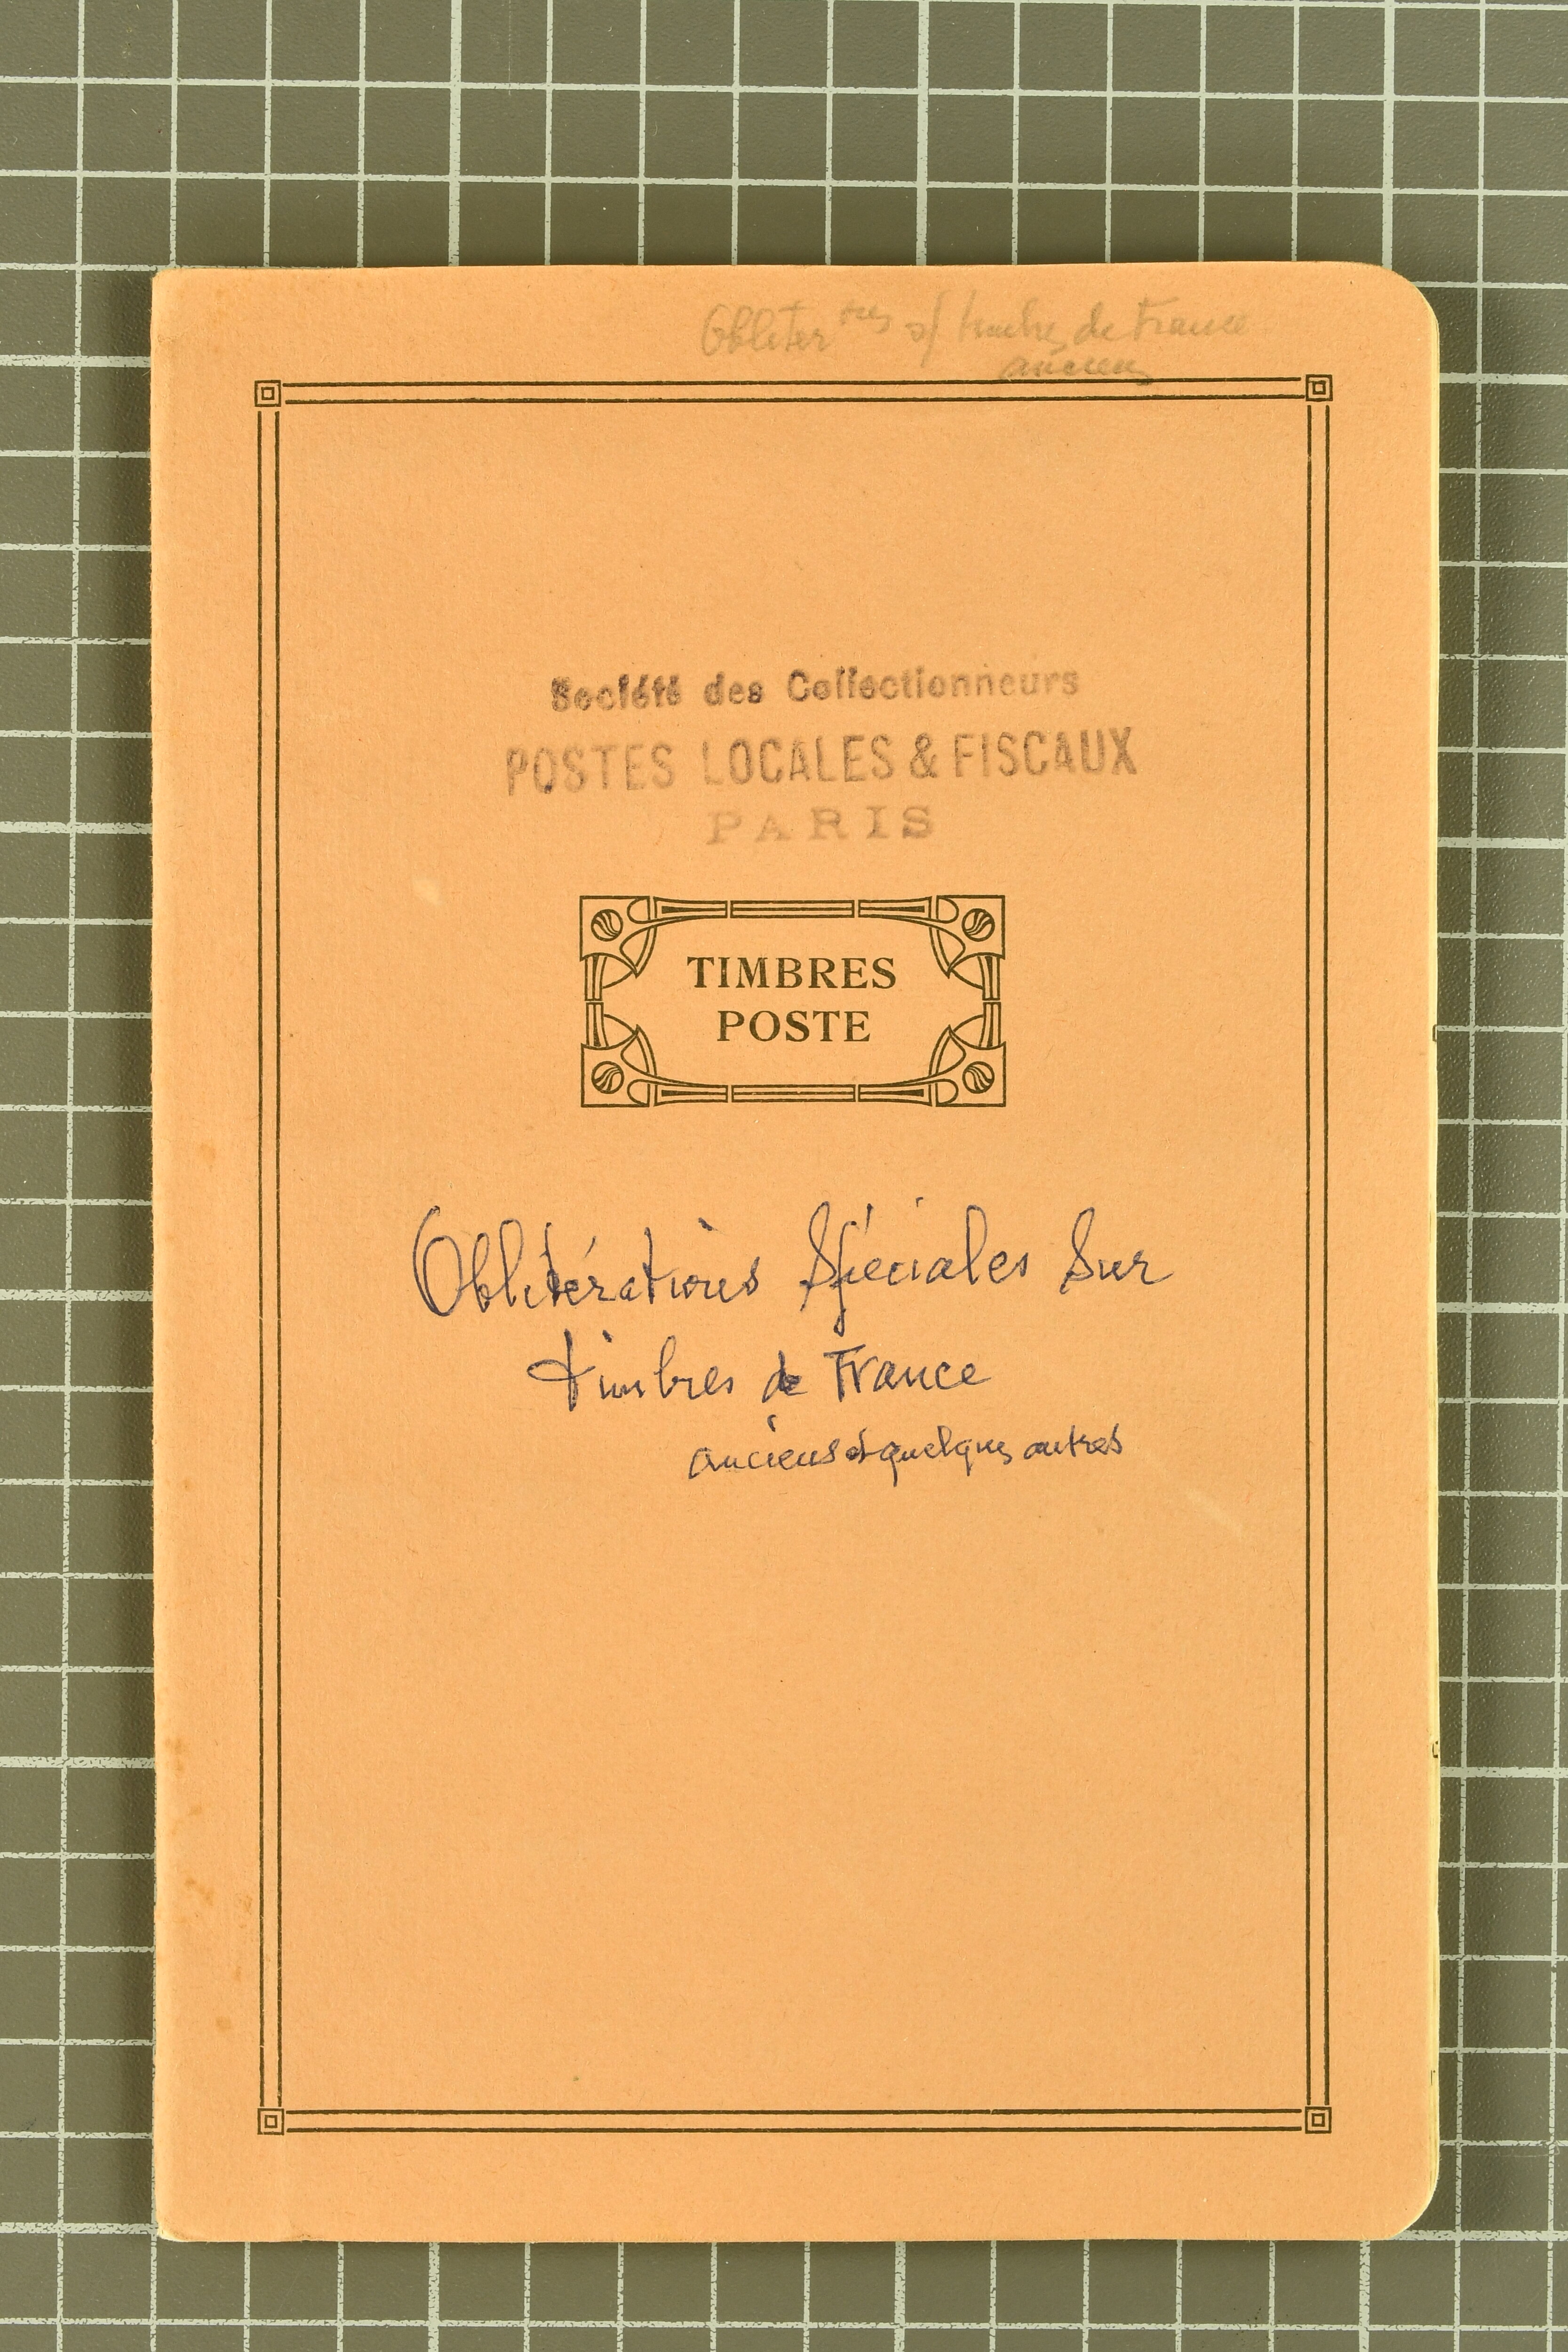 Obliter ons s/ timbres de France
anciens
Société des Collectionneurs
POSTES LOCALES & FISCAUX
PARIS
TIMBRES
POSTE
Oblitérations Spéciales Sur
timbres de France
anciens et quelques autres